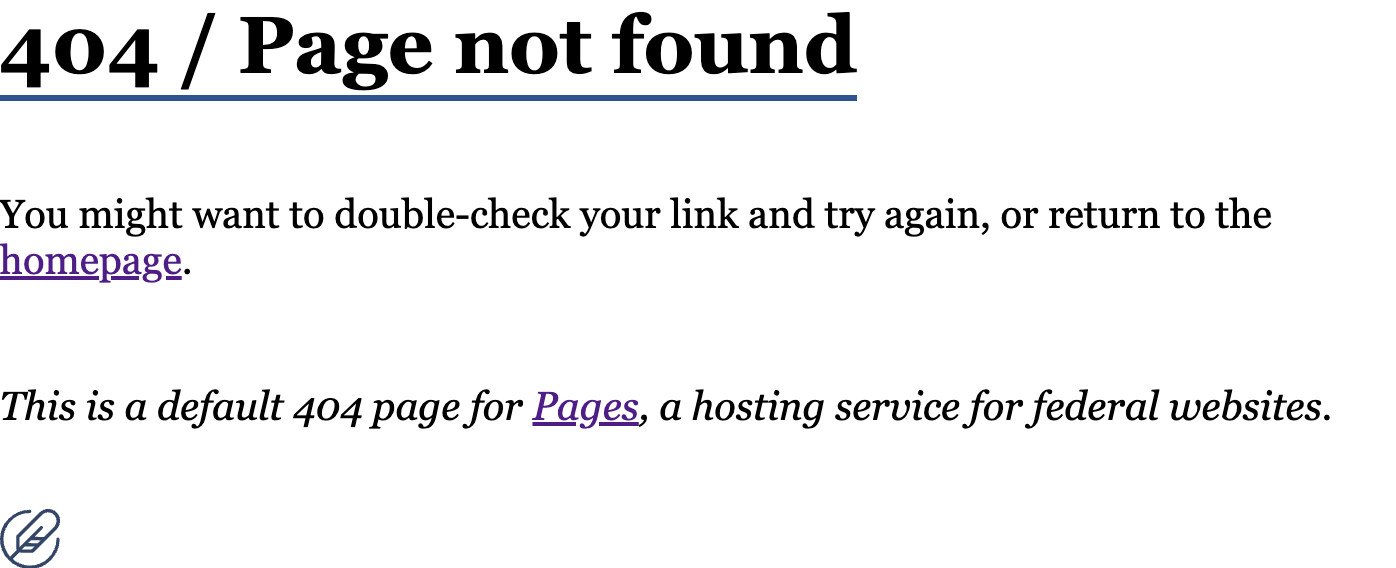 404 / Page not found
You might want to double-check your link and try again, or return to the
homepage.
This is a default 404 page for Pages, a hosting service for federal websites.